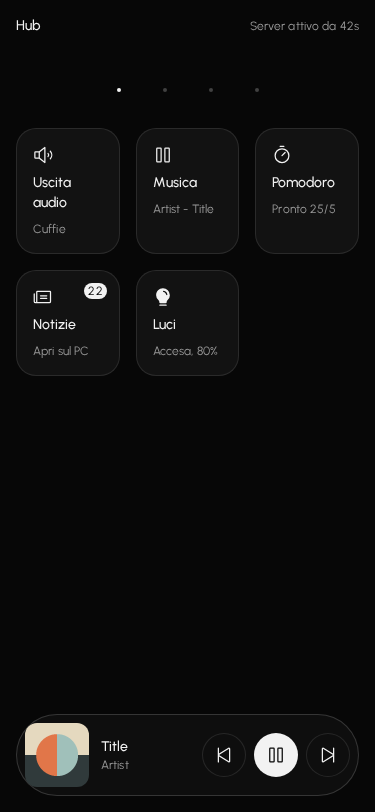 Hub
Server attivo da 42s
Uscita
audio
Cuffie
Musica
Artist - Title
Pomodoro
Pronto 25/5
22
Notizie
Apri sul PC
Luci
Accesa, 80%
Title
Artist